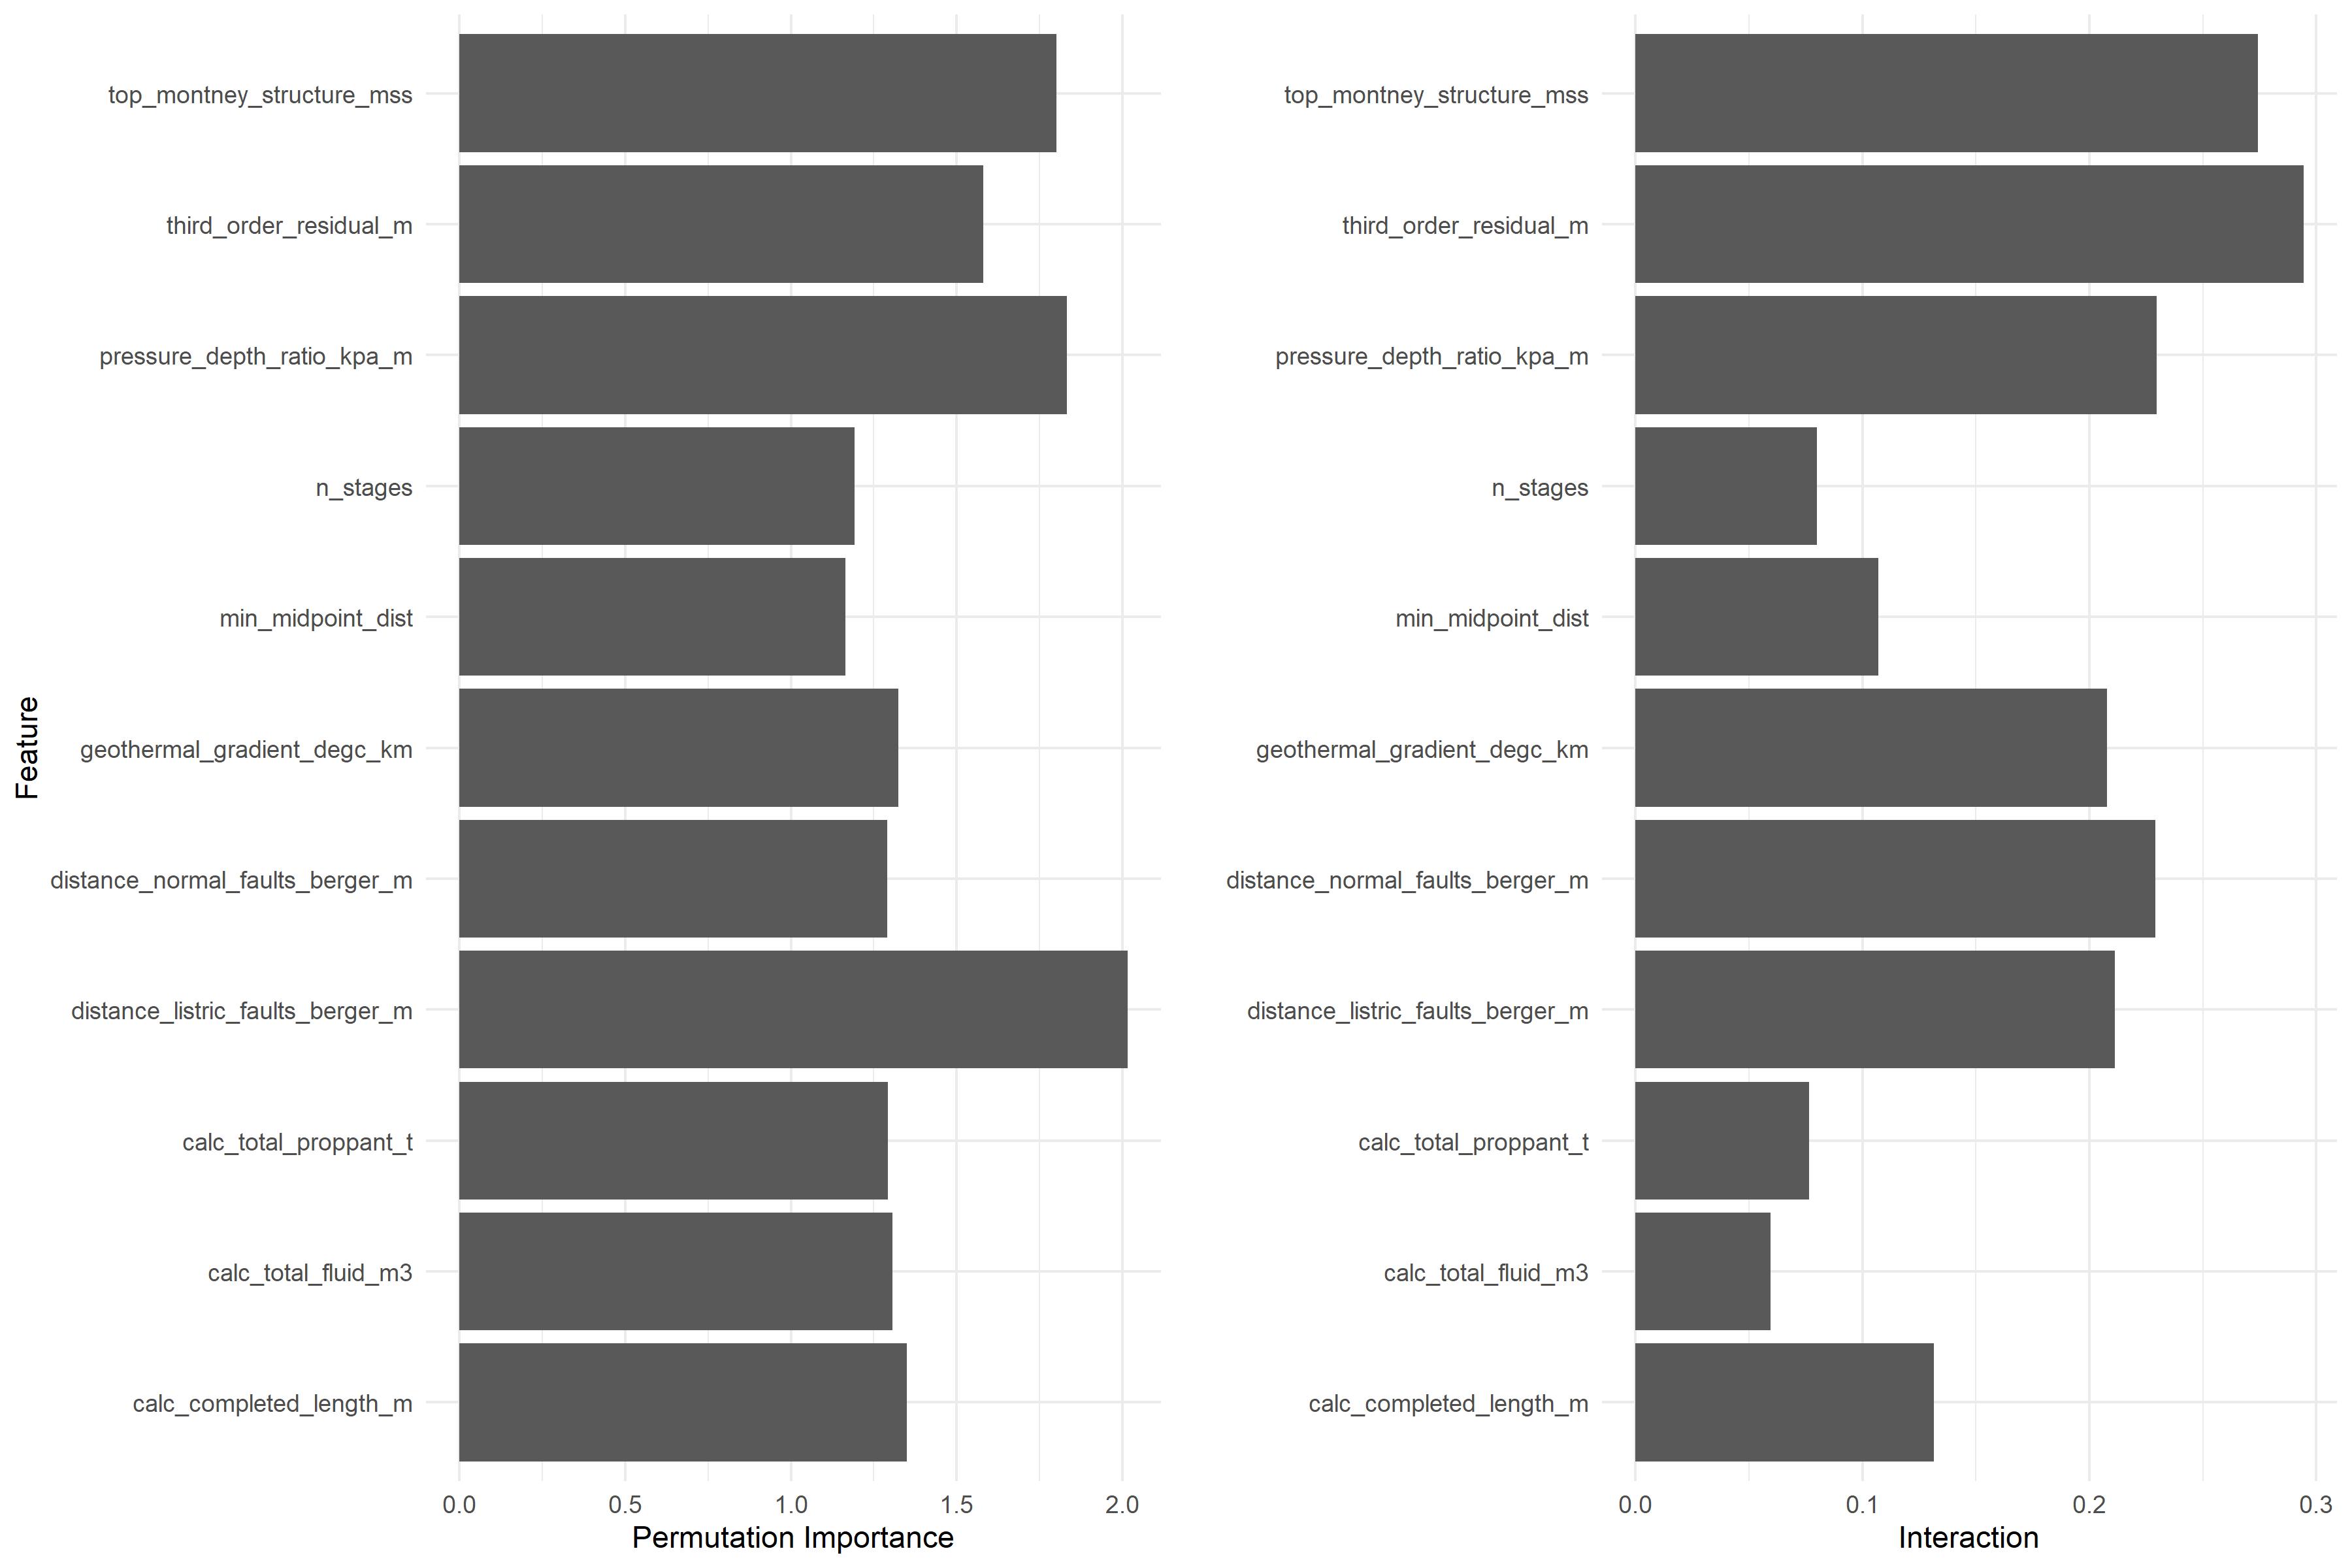 Feature
top_montney_structure_mss
third_order_residual_m
pressure_depth_ratio_kpa_m
n_stages
min_midpoint_dist
geothermal_gradient_degc_km
distance_normal_faults_berger_m
distance_listric_faults_berger_m
calc_total_proppant_t
calc_total_fluid_m3
calc_completed_length_m
0.0 0.5 1.0 1.5 2.0
Permutation Importance
top_montney_structure_mss
third_order_residual_m
pressure_depth_ratio_kpa_m
n_stages
min_midpoint_dist
geothermal_gradient_degc_km
distance_normal_faults_berger_m
distance_listric_faults_berger_m
calc_total_proppant_t
calc_total_fluid_m3
calc_completed_length_m
0.0 0.1 0.2 0.3
Interaction